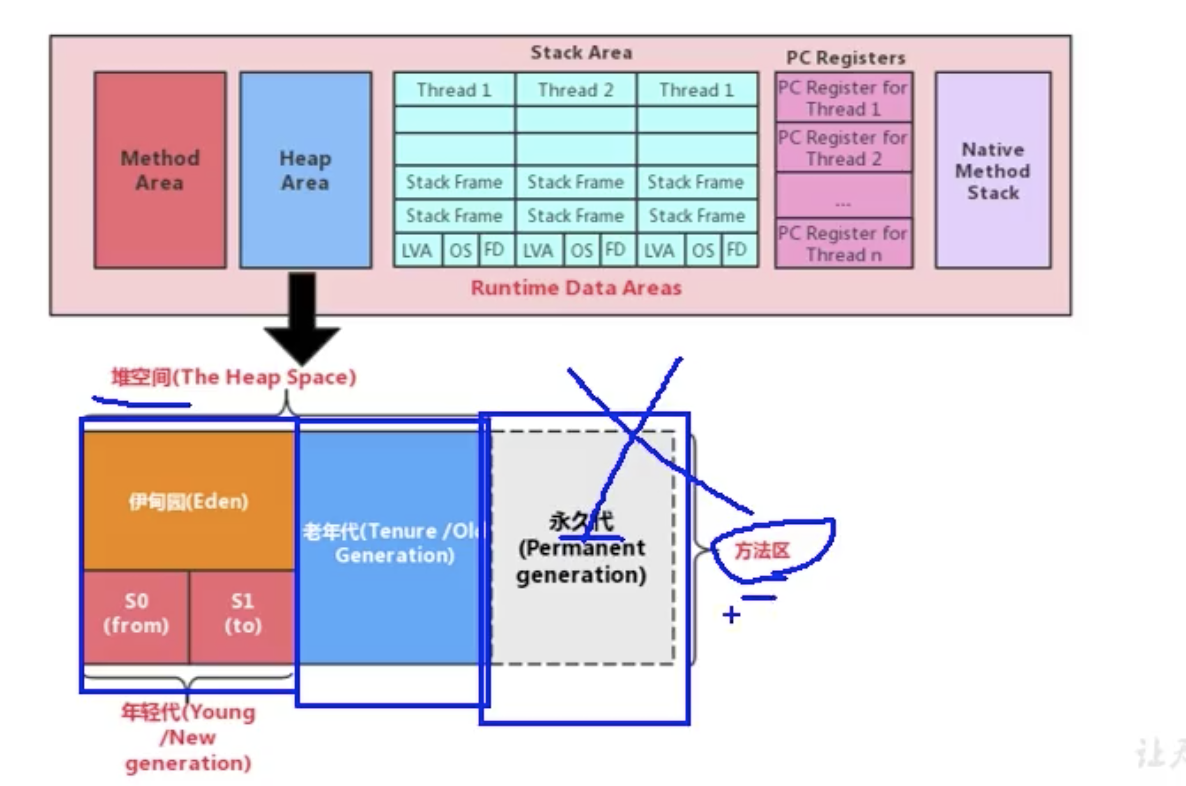 Stack Area
PC Registers
Method
Area
Heap
Area
Thread 1
Thread 2
Thread 1
Stack Frame
Stack Frame
Stack Frame
Stack Frame
Stack Frame
Stack Frame
LVA
OS
FD
LVA
OS
FD
LVA
OS
FD
PC Register for
Thread 1
PC Register for
Thread 2
...
PC Register for
Thread n
Native
Method
Stack
Runtime Data Areas
堆空间(The Heap Space)
伊甸园(Eden)
S0
(from)
S1
(to)
老年代(Tenure /Old
Generation)
永久代
(Permanent
generation)
方法区
年轻代(Young
/New
generation)
让